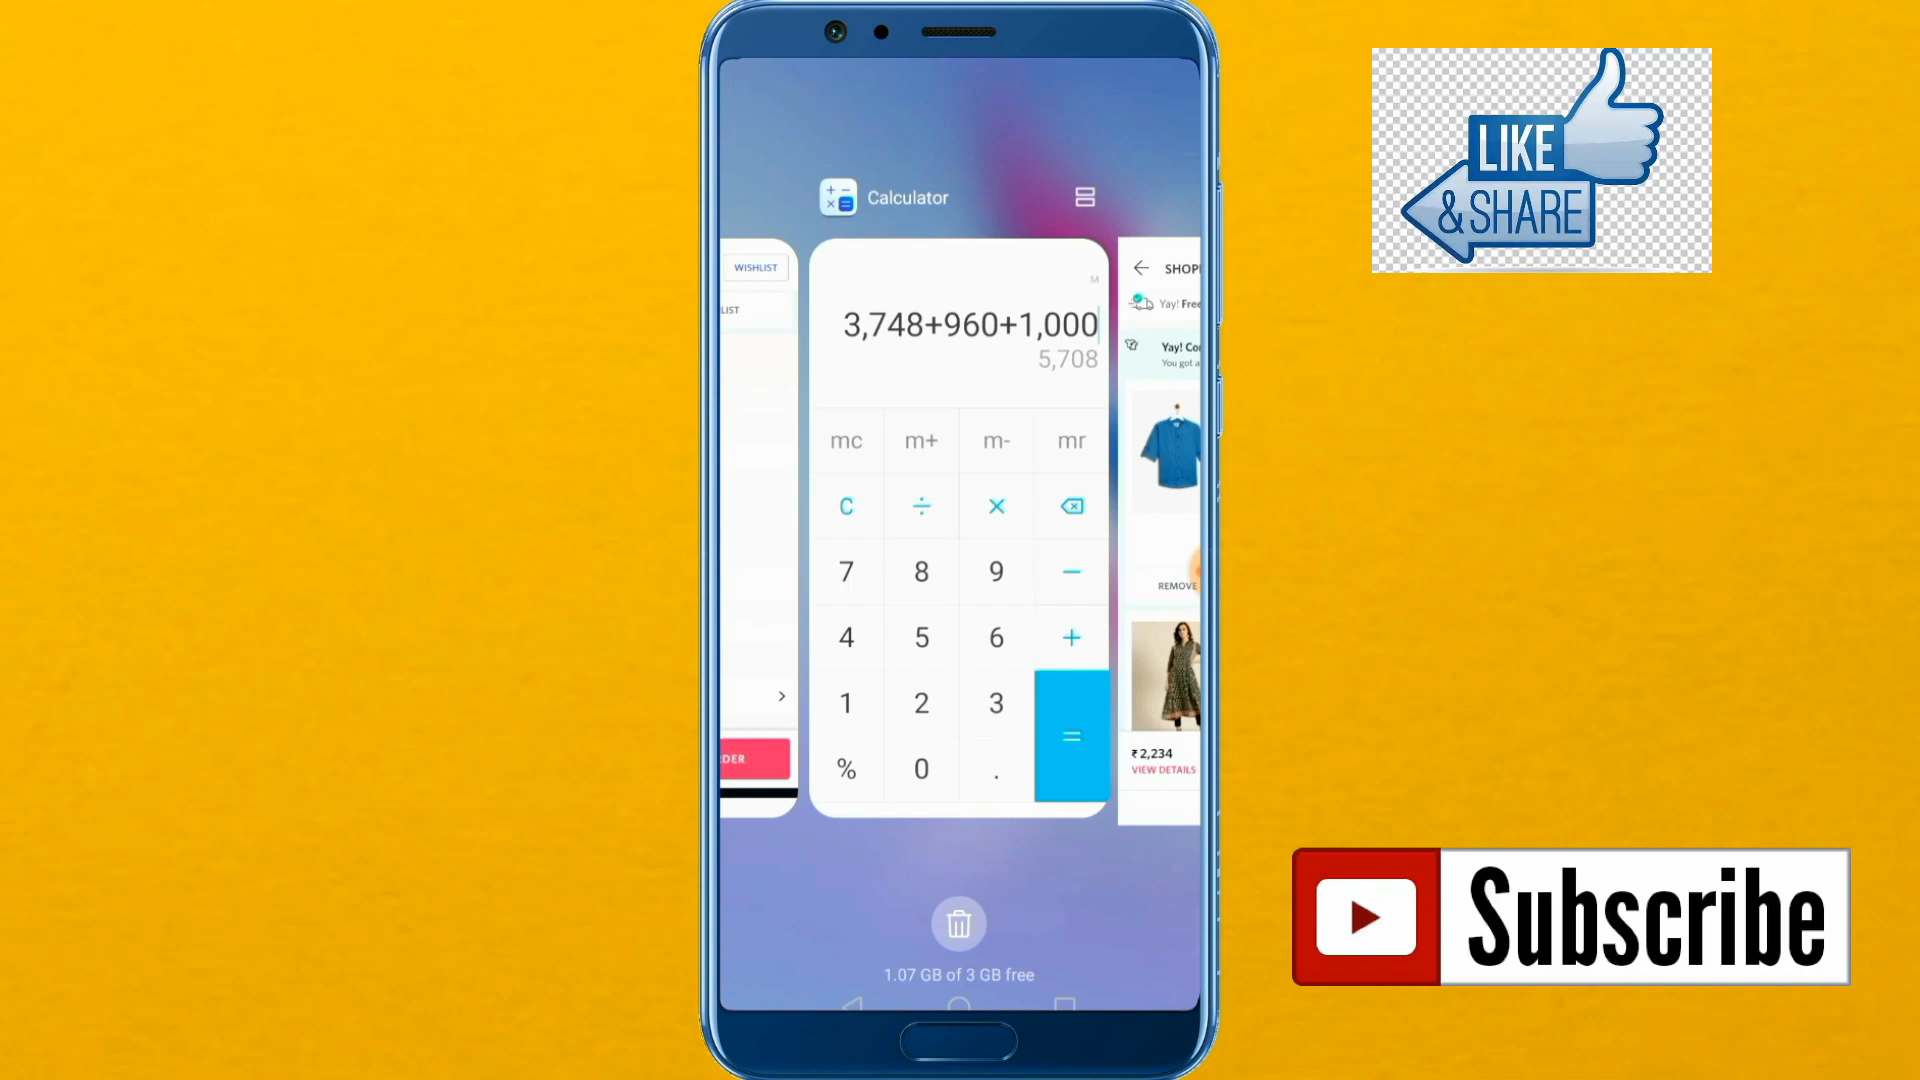 LIKE
&SHARE
Calculator
WISHLIST
LIST
M
3,748+960+1,000
5,708
mc m+ m- mr
C ÷ ×
7 8 9 −
4 5 6 +
1 2 3
% 0 . =
DER
SHOP
Yay! Free
Yay! Co
You got a
REMOVE
₹2,234
VIEW DETAILS
1.07 GB of 3 GB free
Subscribe